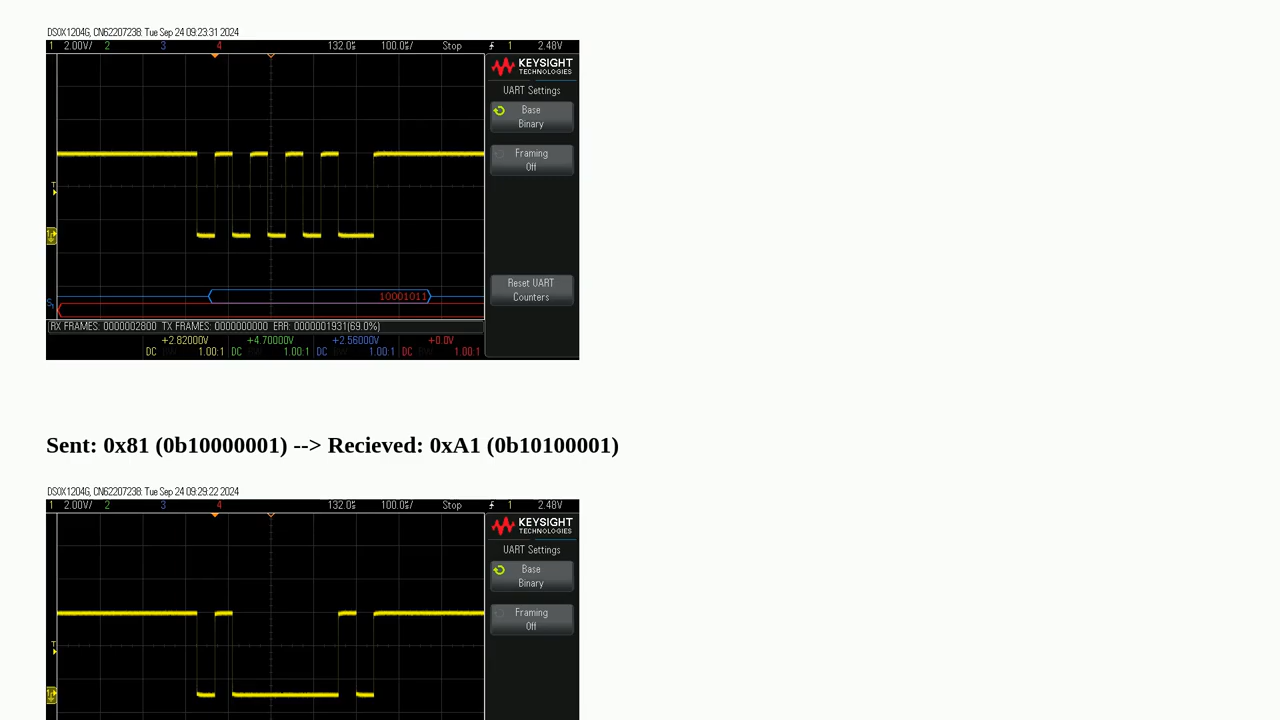 DSOX1204G, CN62207238: Tue Sep 24 09:23:31 2024
1 2.00V/ 2 3 4 132.0µs 100.0µs/ Stop 1 2.48V
KEYSIGHT
TECHNOLOGIES
UART Settings
Base
Binary
Framing
Off
T
Reset UART
Counters
10001011
S1
RX FRAMES: 0000002800 TX FRAMES: 0000000000 ERR: 0000001931(69.0%)
+2.82000V +4.70000V +2.56000V +0.0V
DC 1.00:1 DC 1.00:1 DC 1.00:1 DC 1.00:1
Sent: 0x81 (0b10000001) --> Recieved: 0xA1 (0b10100001)
DSOX1204G, CN62207238: Tue Sep 24 09:29:22 2024
1 2.00V/ 2 3 4 132.0µs 100.0µs/ Stop 1 2.48V
KEYSIGHT
TECHNOLOGIES
UART Settings
Base
Binary
Framing
Off
T